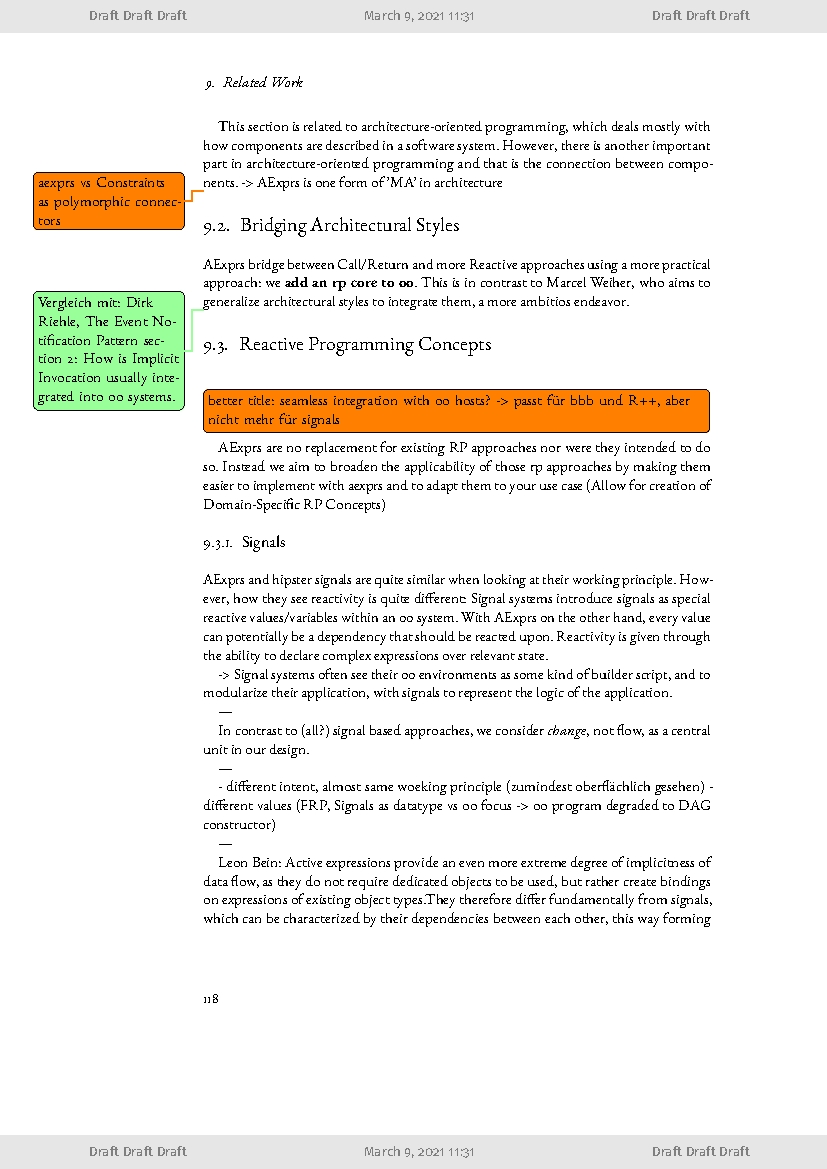 Draft Draft Draft March 9, 2021 11:31 Draft Draft Draft
9. Related Work
This section is related to architecture-oriented programming, which deals mostly with
how components are described in a software system. However, there is another important
part in architecture-oriented programming and that is the connection between compo-
nents. -> AExprs is one form of 'MA' in architecture
aexprs vs Constraints
as polymorphic connec-
tors
9.2. Bridging Architectural Styles
AExprs bridge between Call/Return and more Reactive approaches using a more practical
approach: we add an rp core to oo. This is in contrast to Marcel Weiher, who aims to
generalize architectural styles to integrate them, a more ambitios endeavor.
Vergleich mit: Dirk
Riehle, The Event No-
tification Pattern sec-
tion 2: How is Implicit
Invocation usually inte-
grated into oo systems.
9.3. Reactive Programming Concepts
better title: seamless integration with oo hosts? -> passt für bbb und R++, aber
nicht mehr für signals
AExprs are no replacement for existing RP approaches nor were they intended to do
so. Instead we aim to broaden the applicability of those rp approaches by making them
easier to implement with aexprs and to adapt them to your use case (Allow for creation of
Domain-Specific RP Concepts)
9.3.1. Signals
AExprs and hipster signals are quite similar when looking at their working principle. How-
ever, how they see reactivity is quite different: Signal systems introduce signals as special
reactive values/variables within an oo system. With AExprs on the other hand, every value
can potentially be a dependency that should be reacted upon. Reactivity is given through
the ability to declare complex expressions over relevant state.
-> Signal systems often see their oo environments as some kind of builder script, and to
modularize their application, with signals to represent the logic of the application.
—
In contrast to (all?) signal based approaches, we consider change, not flow, as a central
unit in our design.
—
- different intent, almost same woeking principle (zumindest oberflächlich gesehen) -
different values (FRP, Signals as datatype vs oo focus -> oo program degraded to DAG
constructor)
—
Leon Bein: Active expressions provide an even more extreme degree of implicitness of
data flow, as they do not require dedicated objects to be used, but rather create bindings
on expressions of existing object types.They therefore differ fundamentally from signals,
which can be characterized by their dependencies between each other, this way forming
118
Draft Draft Draft March 9, 2021 11:31 Draft Draft Draft